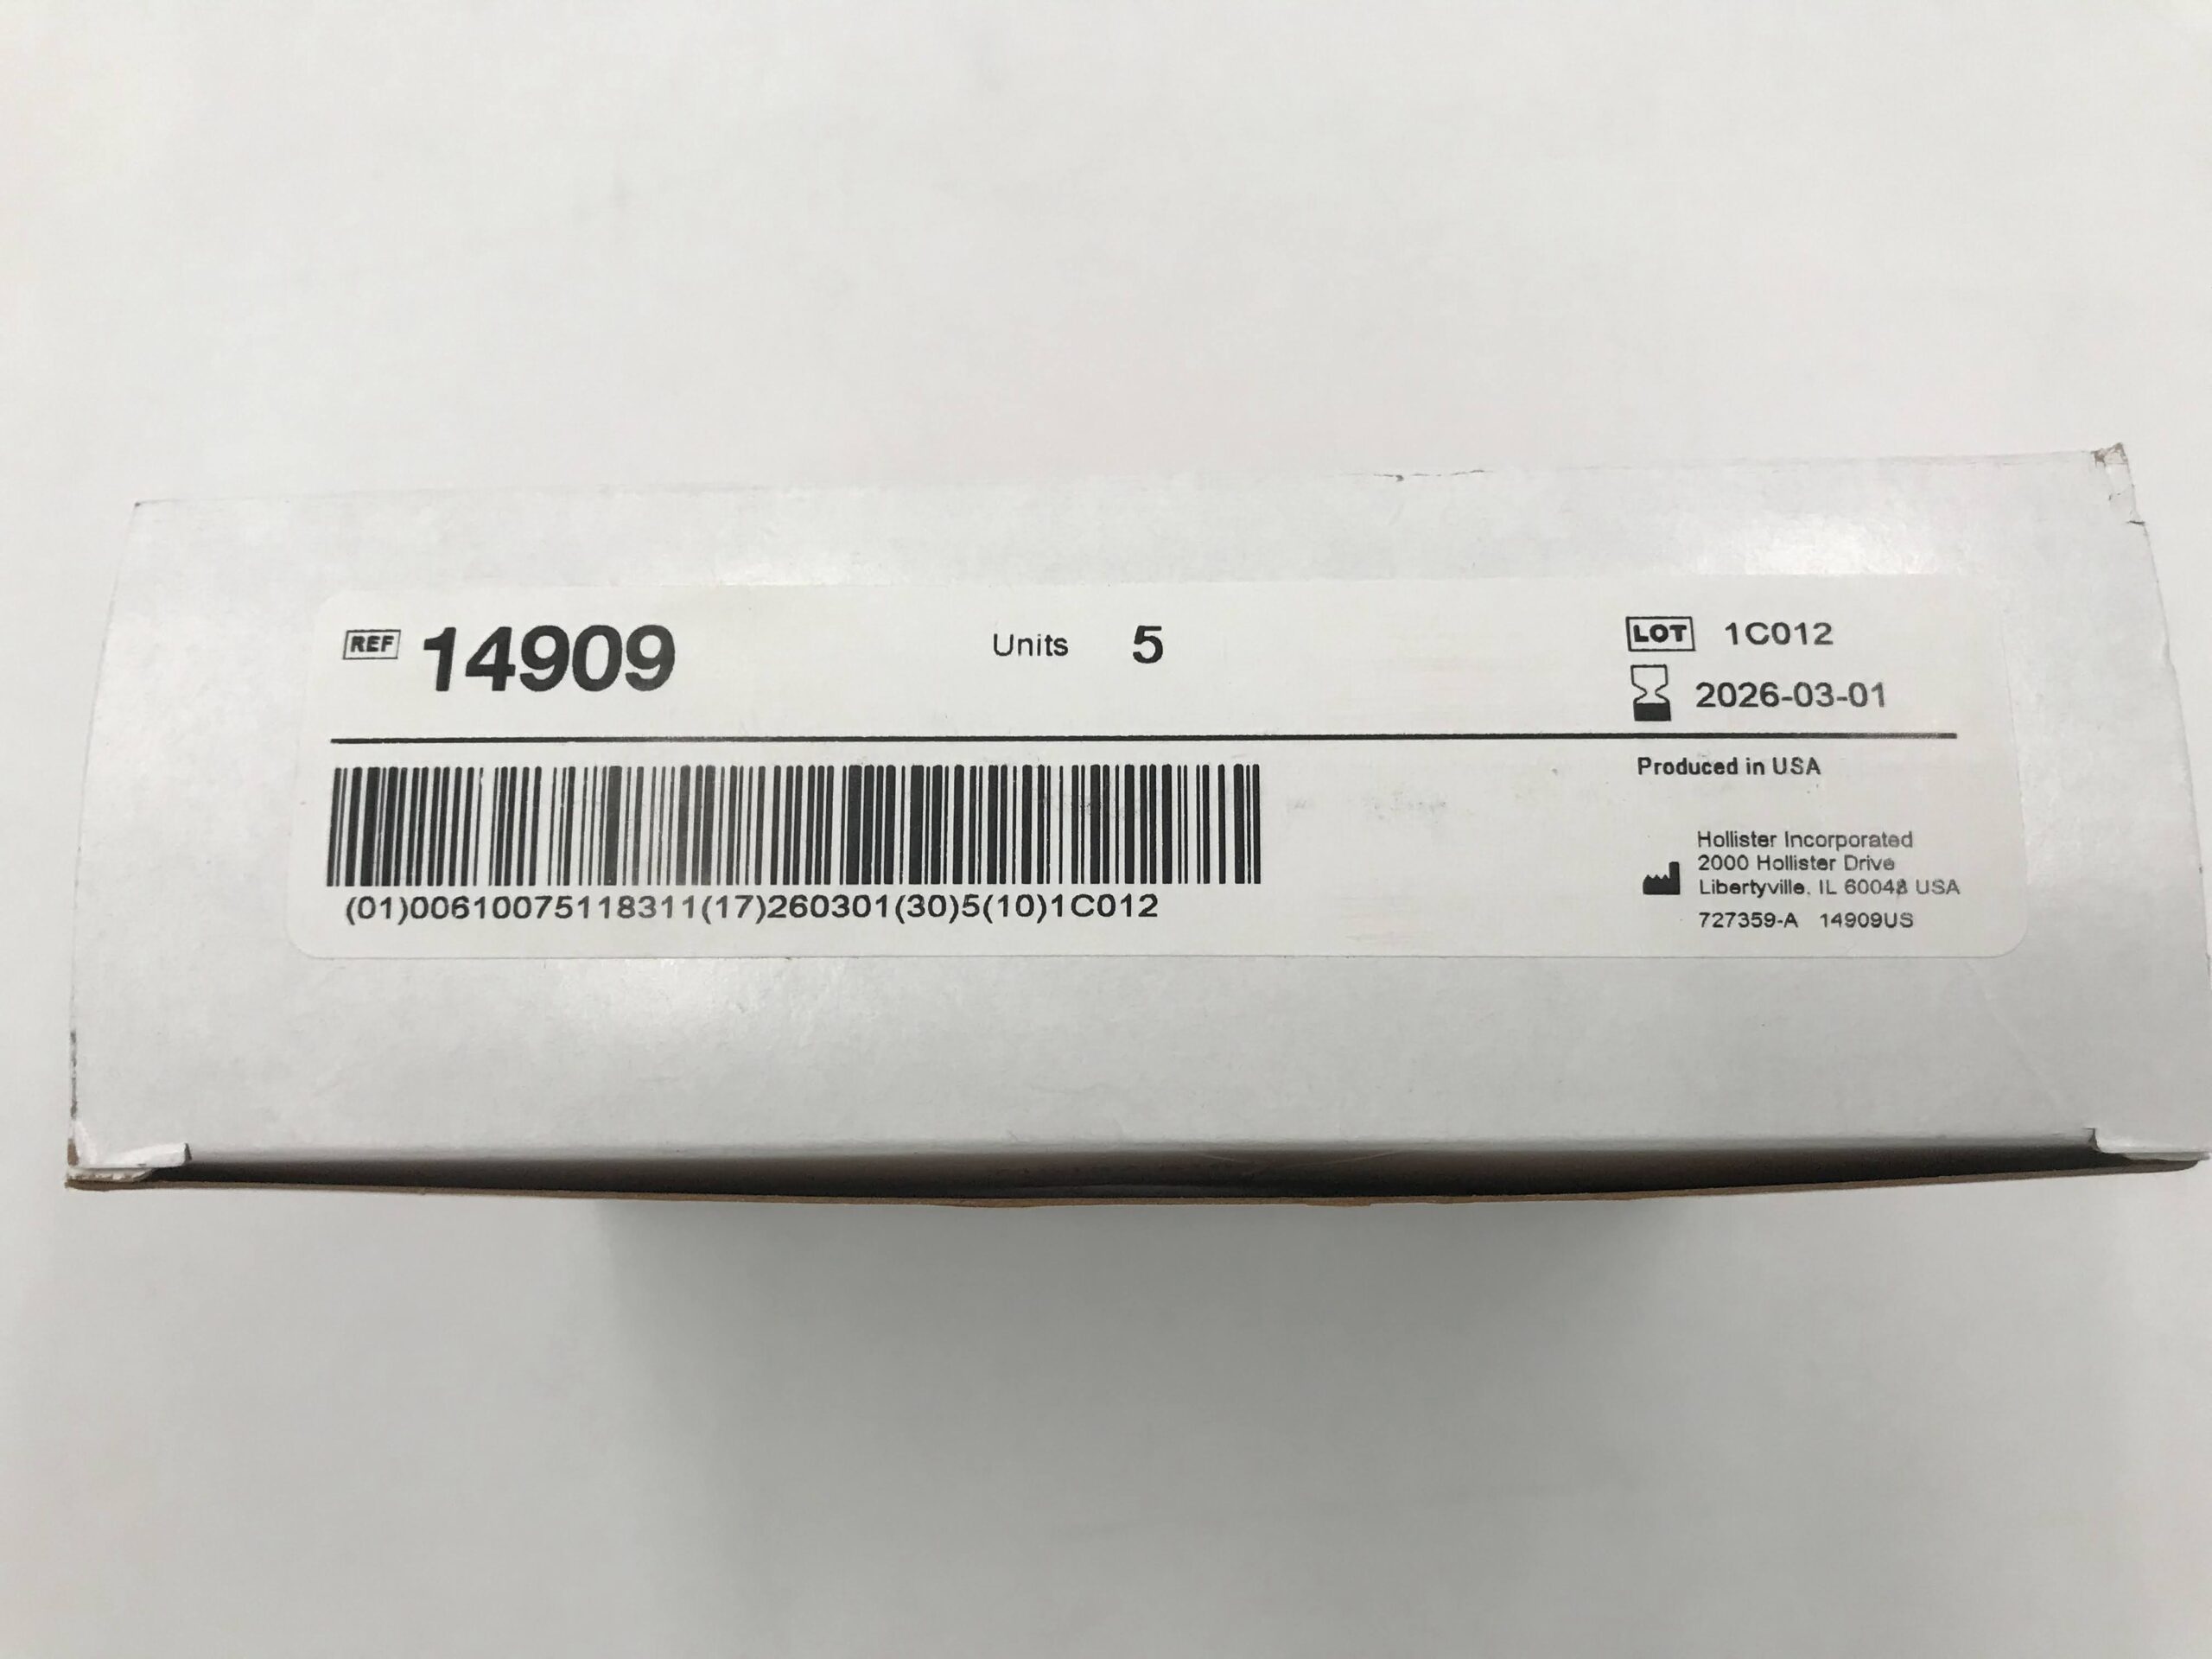 REF 14909 Units 5 LOT 1C012
2026-03-01
Produced in USA
(01)00610075118311(17)260301(30)5(10)1C012
Hollister Incorporated
2000 Hollister Drive
Libertyville, IL 60048 USA
727359-A 14909US